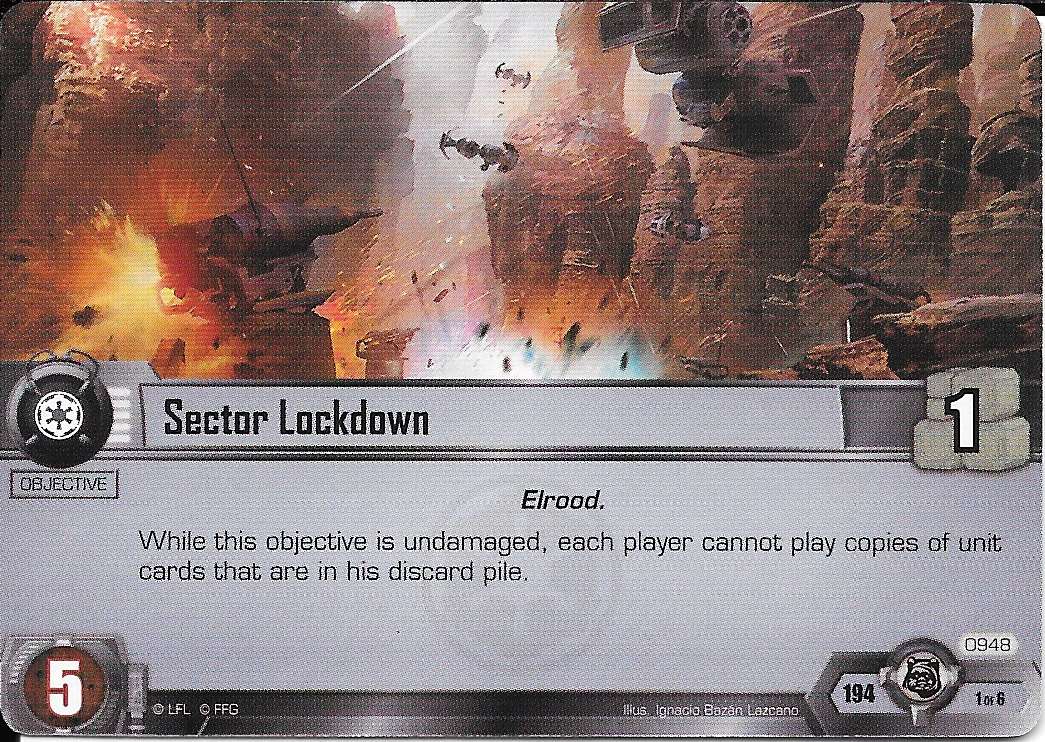 Sector Lockdown
1
OBJECTIVE
Elrood.
While this objective is undamaged, each player cannot play copies of unit
cards that are in his discard pile.
5
© LFL © FFG
Illus. Ignacio Bazán Lazcano
194
0948
1 OF 6